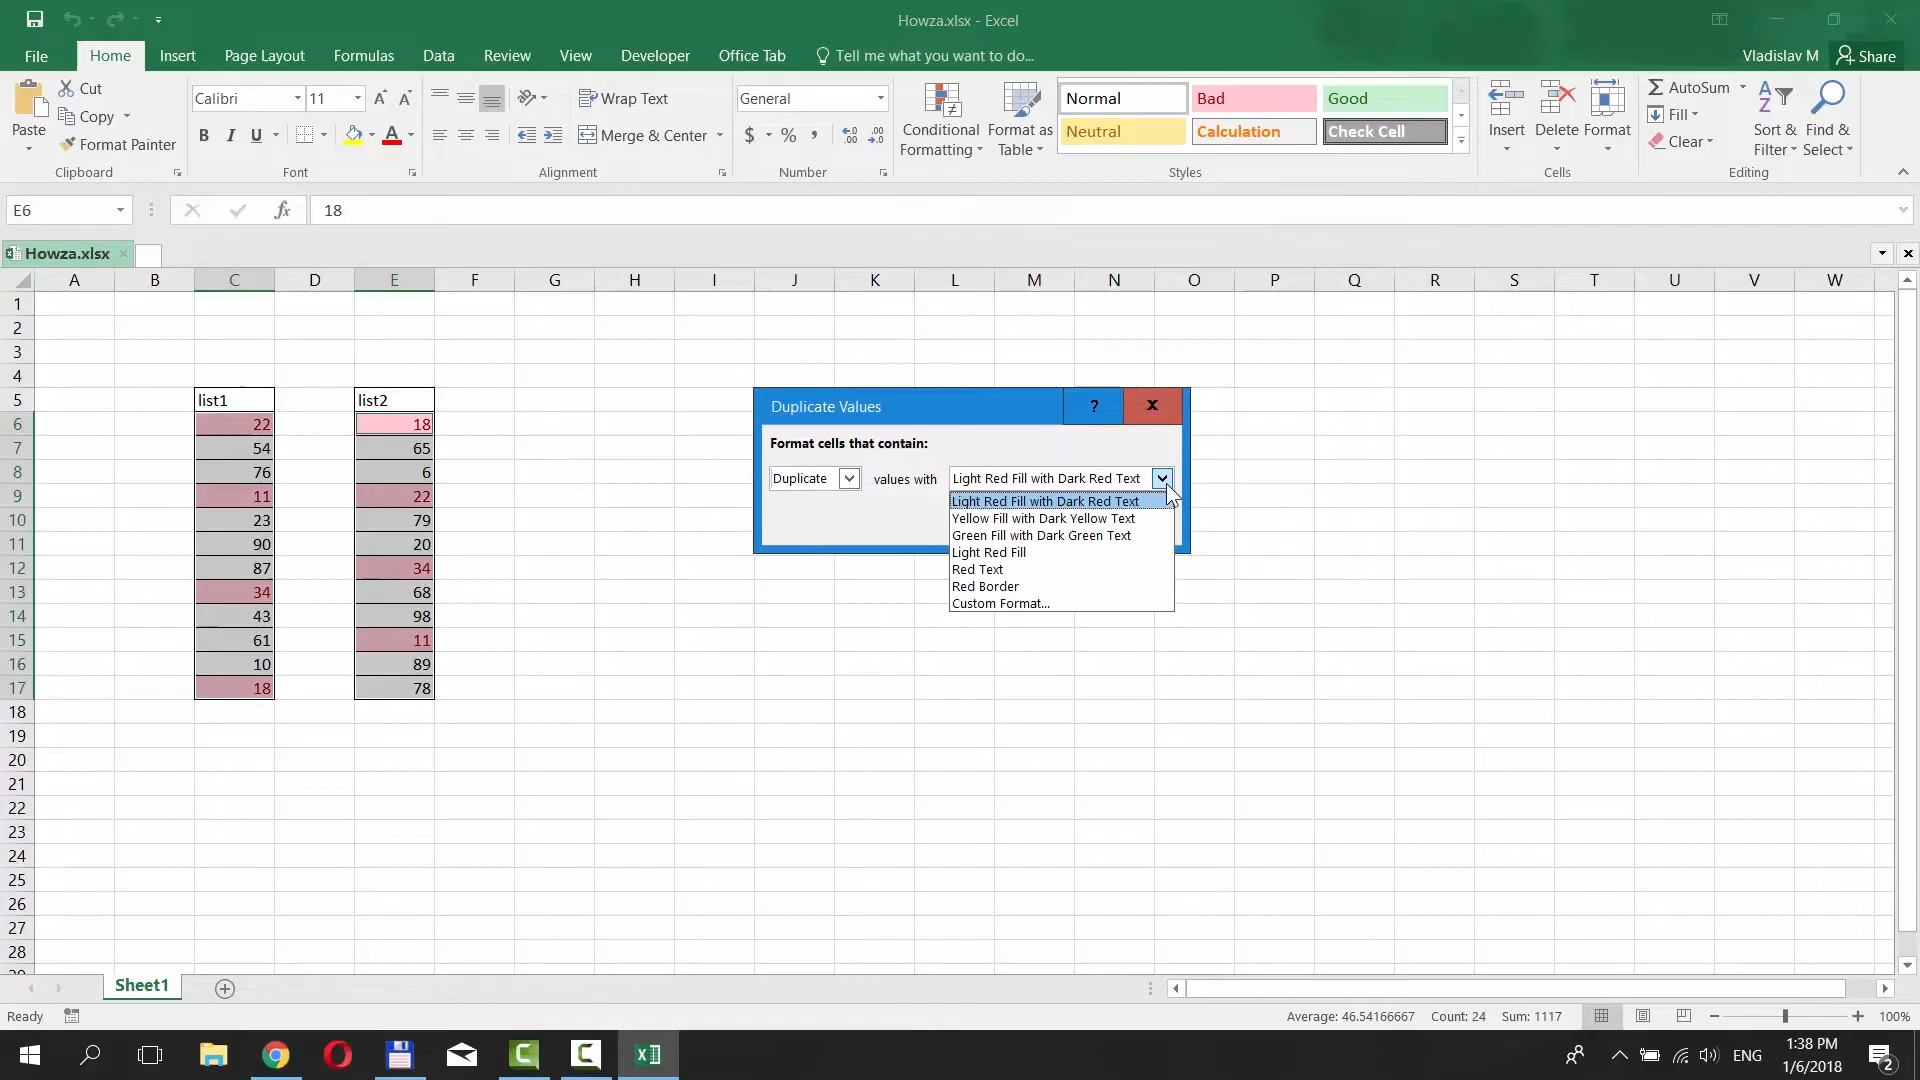 Howza.xlsx - Excel
File Home Insert Page Layout Formulas Data Review View Developer Office Tab Tell me what you want to do... Vladislav M Share
Paste Cut Copy Format Painter
Clipboard
Calibri 11 A A
B I U A
Font
Wrap Text
Merge & Center
Alignment
General
$ % , .00
Number
Conditional Formatting
Format as Table
Normal Bad Good
Neutral Calculation Check Cell
Styles
Insert Delete Format
Cells
AutoSum
Fill
Clear
Sort & Filter
Find & Select
Editing
E6 fx 18
Howza.xlsx
A B C D E F G H I J K L M N O P Q R S T U V W
1
2
3
4
5 list1 list2
6 22 18
7 54 65
8 76 6
9 11 22
10 23 79
11 90 20
12 87 34
13 34 68
14 43 98
15 61 11
16 10 89
17 18 78
18
19
20
21
22
23
24
25
26
27
28
29
Duplicate Values ? X
Format cells that contain:
Duplicate values with Light Red Fill with Dark Red Text
Light Red Fill with Dark Red Text
Yellow Fill with Dark Yellow Text
Green Fill with Dark Green Text
Light Red Fill
Red Text
Red Border
Custom Format...
Sheet1
Ready Average: 46.54166667 Count: 24 Sum: 1117 100%
ENG 1:38 PM
1/6/2018 2